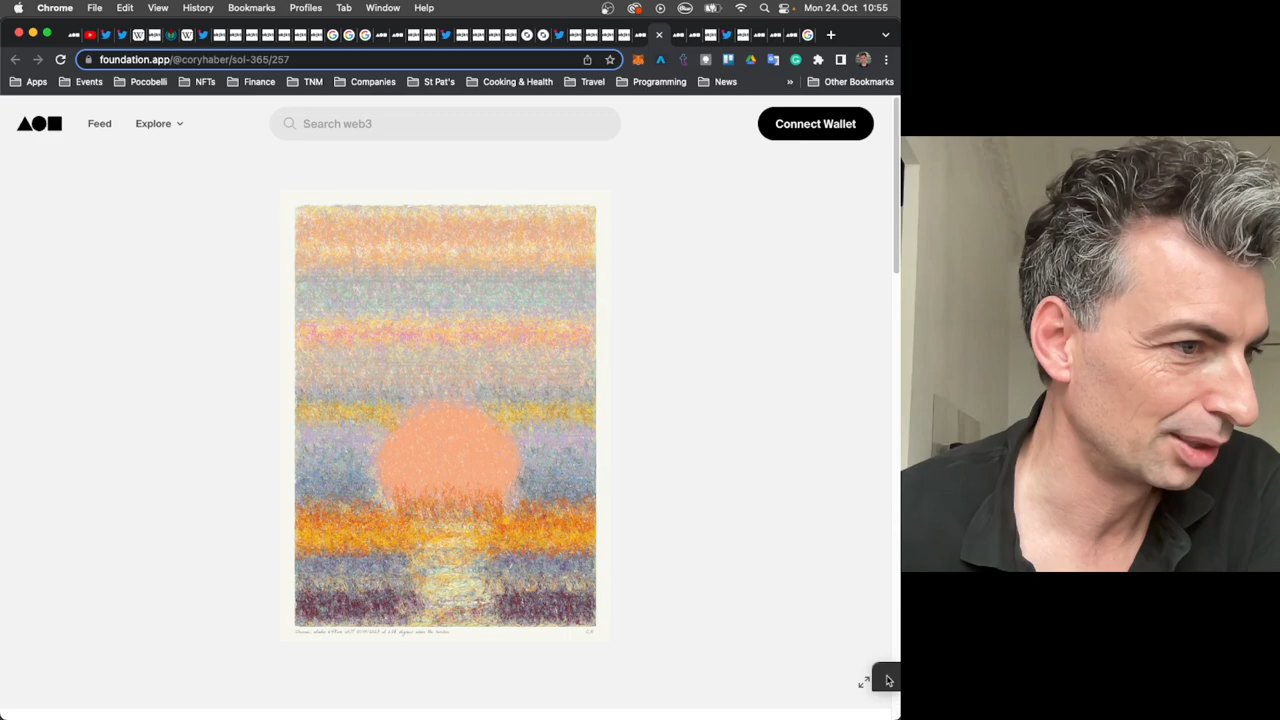 Chrome File Edit View History Bookmarks Profiles Tab Window Help Mon 24. Oct 10:55
foundation.app/@coryhaber/sol-365/257
Apps Events Pocobelli NFTs Finance TNM Companies St Pat's Cooking & Health Travel Programming News » Other Bookmarks
Feed Explore Search web3 Connect Wallet